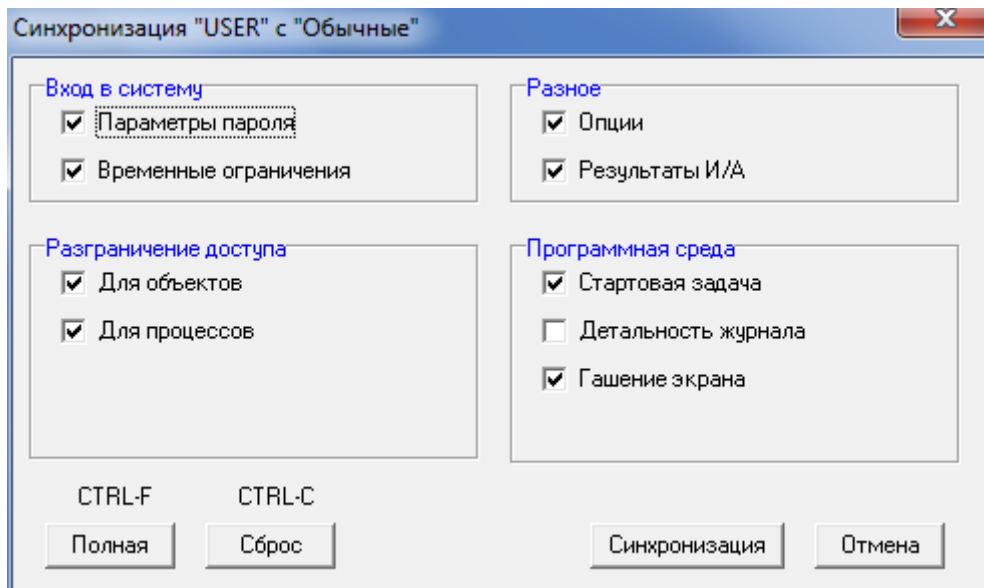 Синхронизация "USER" с "Обычные"
Вход в систему
Параметры пароля
Временные ограничения
Разное
Опции
Результаты И/А
Разграничение доступа
Для объектов
Для процессов
Программная среда
Стартовая задача
Детальность журнала
Гашение экрана
CTRL-F CTRL-C
Полная Сброс Синхронизация Отмена